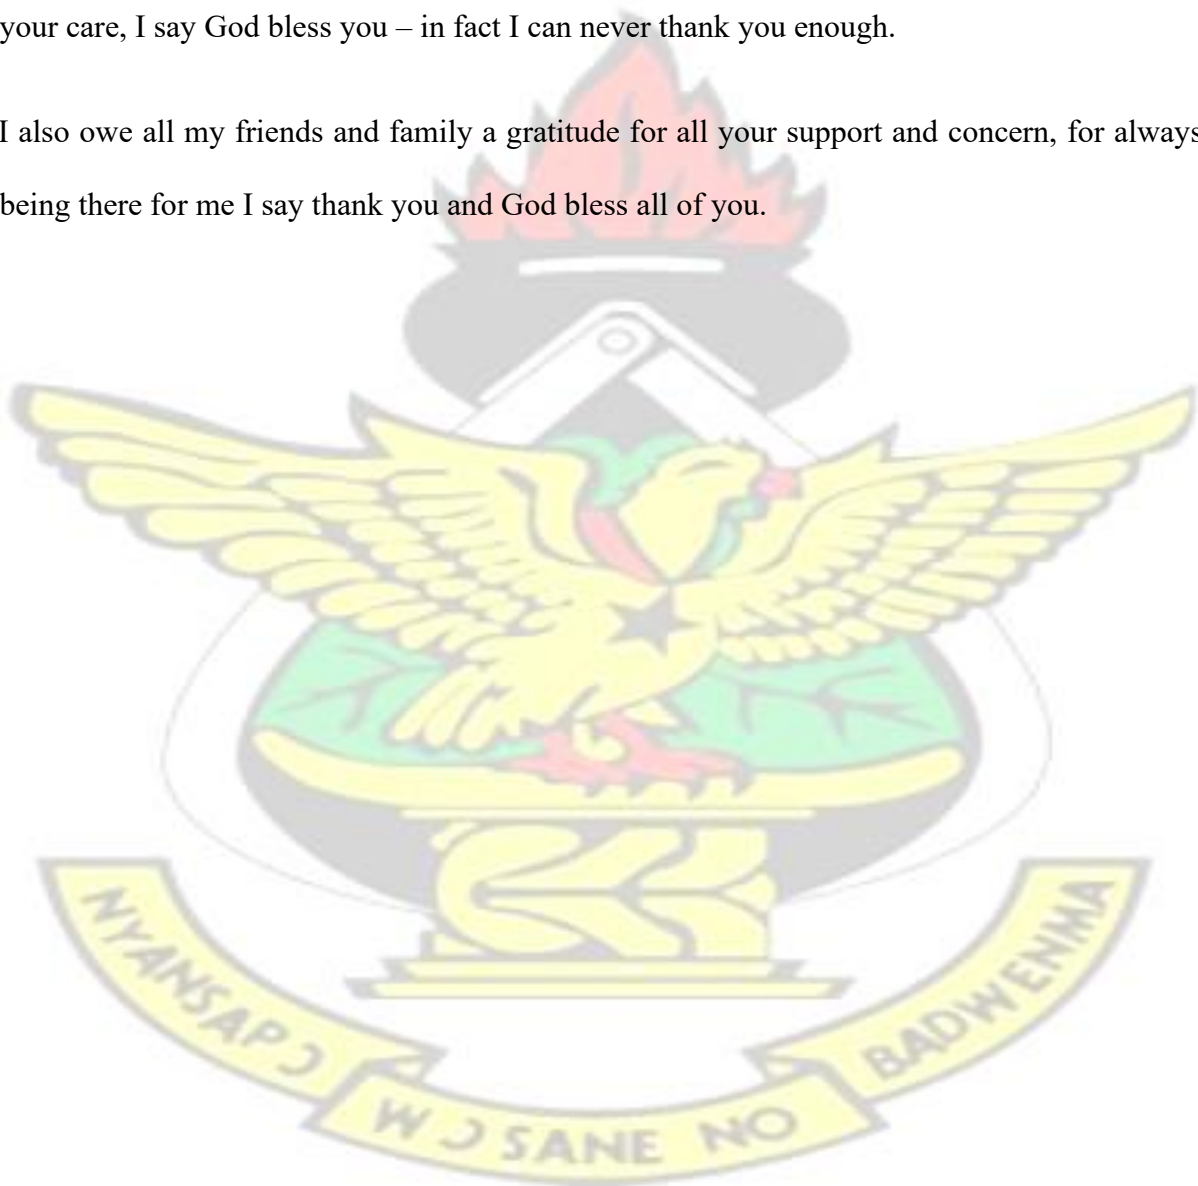 your care, I say God bless you – in fact I can never thank you enough.
I also owe all my friends and family a gratitude for all your support and concern, for always
being there for me I say thank you and God bless all of you.
NYANSAPƆ
WƆSANE NO
BADWENMA